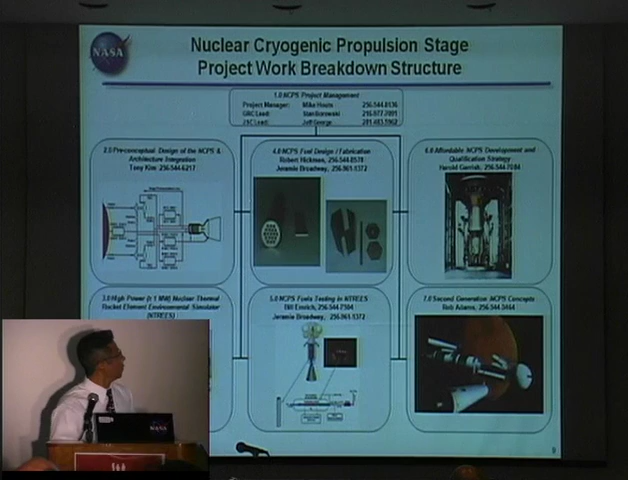 NASA
Nuclear Cryogenic Propulsion Stage
Project Work Breakdown Structure
1.0 NCPS Project Management
Project Manager: Mike Houts 256.544.8136
GRC Lead: Stan Borowski 216.977.7091
JSC Lead: Jeff George 281.483.5962
2.0 Pre-conceptual Design of the NCPS &
Architecture Integration
Tony Kim 256-544-6217
4.0 NCPS Fuel Design / Fabrication
Robert Hickman, 256.544.8578
Jeramie Broadway, 256.961.1372
6.0 Affordable NCPS Development and
Qualification Strategy
Harold Gerrish, 256.544.7084
3.0 High Power (≥ 1 MW) Nuclear Thermal
Rocket Element Environmental Simulator
(NTREES)
5.0 NCPS Fuels Testing in NTREES
Bill Emrich, 256.544.7504
Jeramie Broadway, 256.961.1372
7.0 Second Generation NCPS Concepts
Rob Adams, 256.544.3464
9
NASA